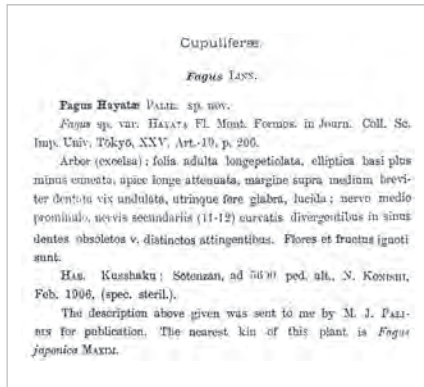 Cupuliferæ.
Fagus LINN.
Fagus Hayatæ PALIB. sp. nov.
Fagus sp. var. HAYATA Fl. Mont. Formos. in Journ. Coll. Sc.
Imp. Univ. Tōkyō, XXV, Art.-19, p. 206.
Arbor (excelsa); folia adulta longepetiolata, elliptica basi plus
minus cuneata, apice longe attenuata, margine supra medium brevi-
ter dentata vix undulata, utrinque fere glabra, lucida; nervo medio
prominulo, nervis secundariis (11-12) curvatis divergentibus in sinus
dentes obsoletos v. distinctos attingentibus. Flores et fructus ignoti
sunt.
HAB. Kusshaku: Sōtenzan, ad ped. alt., N. KONISHI,
Feb. 1906, (spec. steril.).
The description above given was sent to me by M. J. PALI-
BIN for publication. The nearest kin of this plant is Fagus
japonica MAXIM.